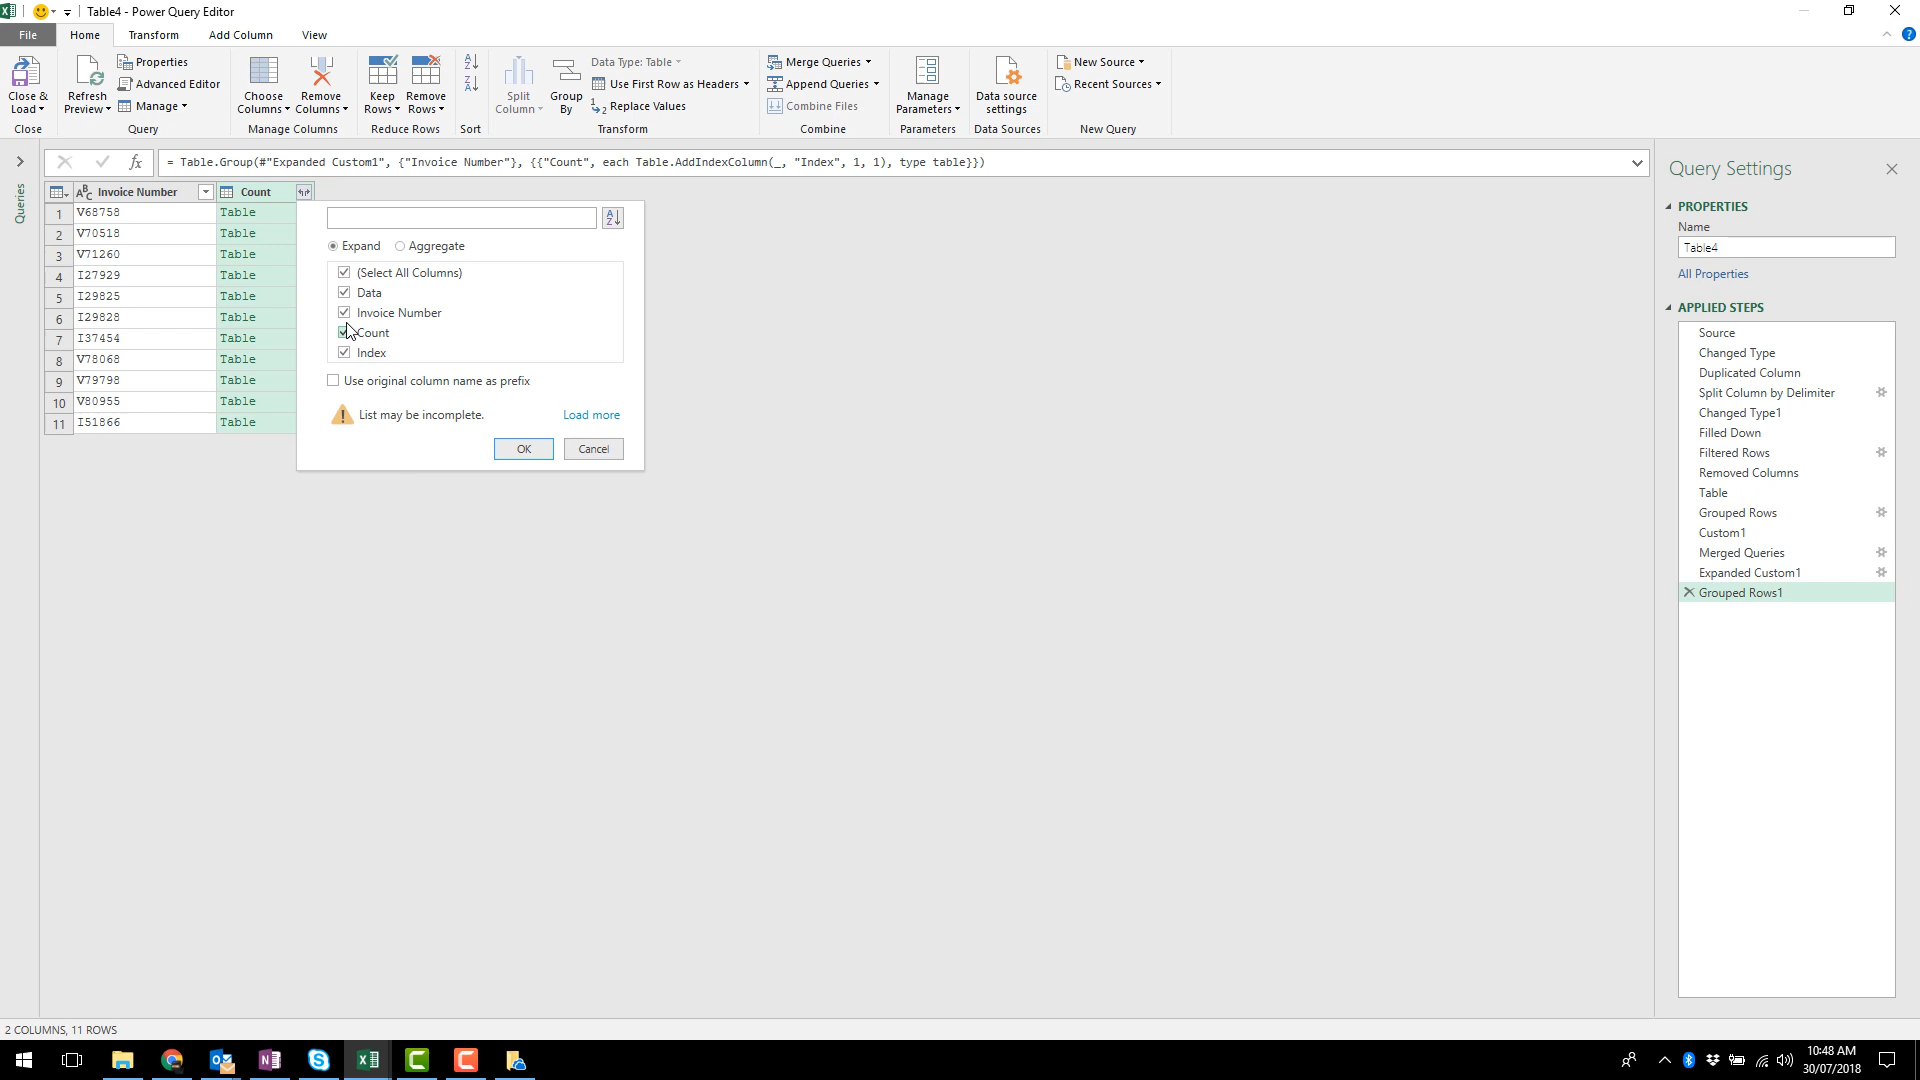 Table4 - Power Query Editor
File
Home
Transform
Add Column
View
Close & Load
Close
Refresh Preview
Properties
Advanced Editor
Manage
Query
Choose Columns
Remove Columns
Manage Columns
Keep Rows
Remove Rows
Reduce Rows
Sort
Split Column
Group By
Data Type: Table
Use First Row as Headers
Replace Values
Transform
Merge Queries
Append Queries
Combine Files
Combine
Manage Parameters
Parameters
Data source settings
Data Sources
New Source
Recent Sources
New Query
Queries
fx
= Table.Group(#"Expanded Custom1", {"Invoice Number"}, {{"Count", each Table.AddIndexColumn(_, "Index", 1, 1), type table}})
Invoice Number Count
1 V68758 Table
2 V70518 Table
3 V71260 Table
4 I27929 Table
5 I29825 Table
6 I29828 Table
7 I37454 Table
8 V78068 Table
9 V79798 Table
10 V80955 Table
11 I51866 Table
Expand Aggregate
(Select All Columns)
Data
Invoice Number
Count
Index
Use original column name as prefix
List may be incomplete. Load more
OK Cancel
Query Settings
PROPERTIES
Name
Table4
All Properties
APPLIED STEPS
Source
Changed Type
Duplicated Column
Split Column by Delimiter
Changed Type1
Filled Down
Filtered Rows
Removed Columns
Table
Grouped Rows
Custom1
Merged Queries
Expanded Custom1
Grouped Rows1
2 COLUMNS, 11 ROWS
10:48 AM
30/07/2018